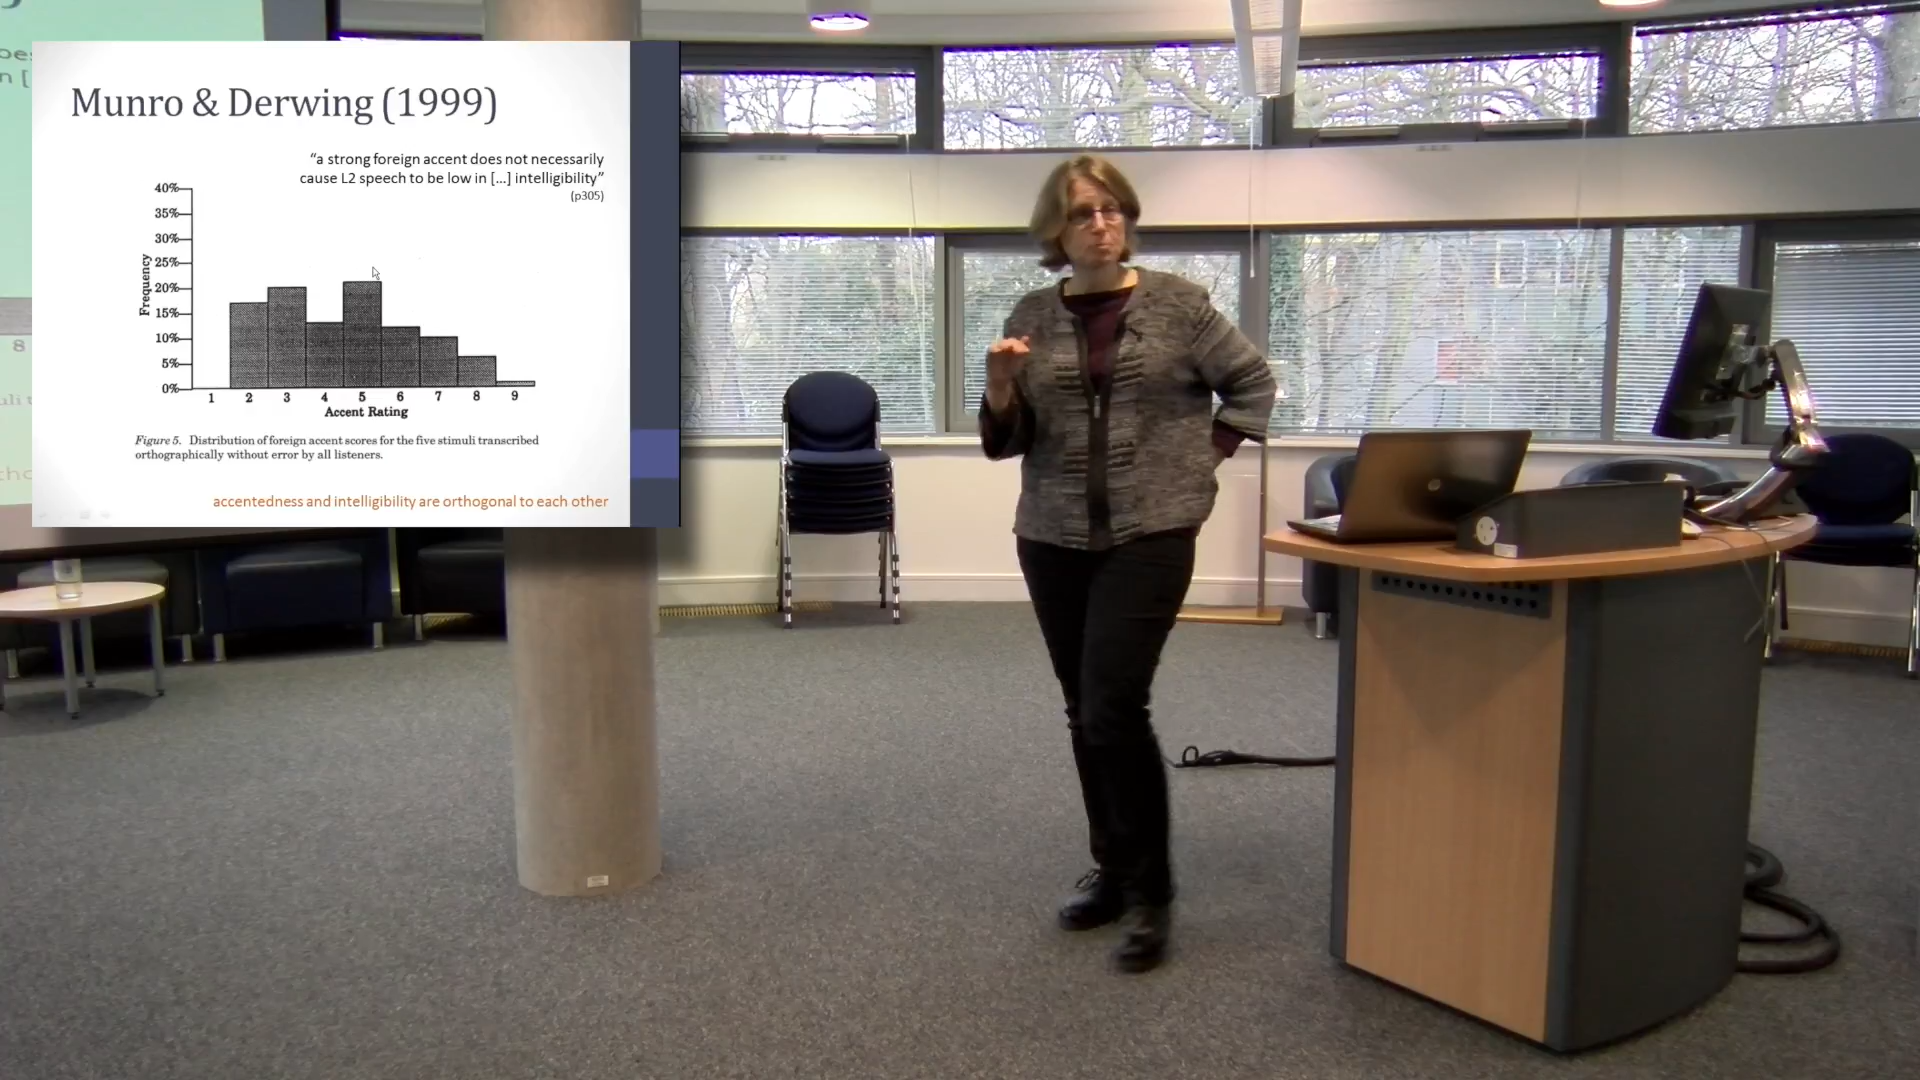 Munro & Derwing (1999)
“a strong foreign accent does not necessarily
cause L2 speech to be low in [...] intelligibility”
(p305)
40%
35%
30%
25%
20%
15%
10%
5%
0%
Frequency
1 2 3 4 5 6 7 8 9
Accent Rating
Figure 5. Distribution of foreign accent scores for the five stimuli transcribed
orthographically without error by all listeners.
accentedness and intelligibility are orthogonal to each other
8